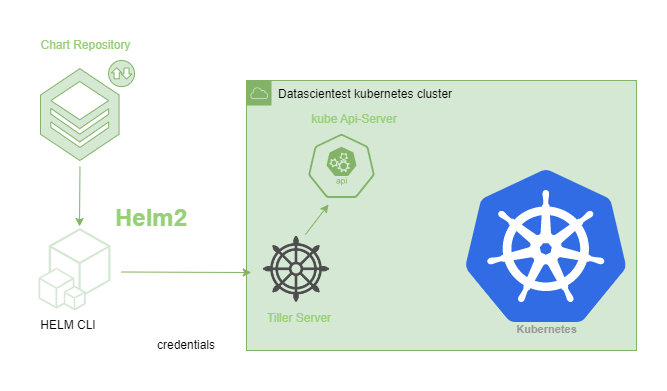 Chart Repository
Datascientest kubernetes cluster
kube Api-Server
api
Helm2
HELM CLI
Tiller Server
Kubernetes
credentials